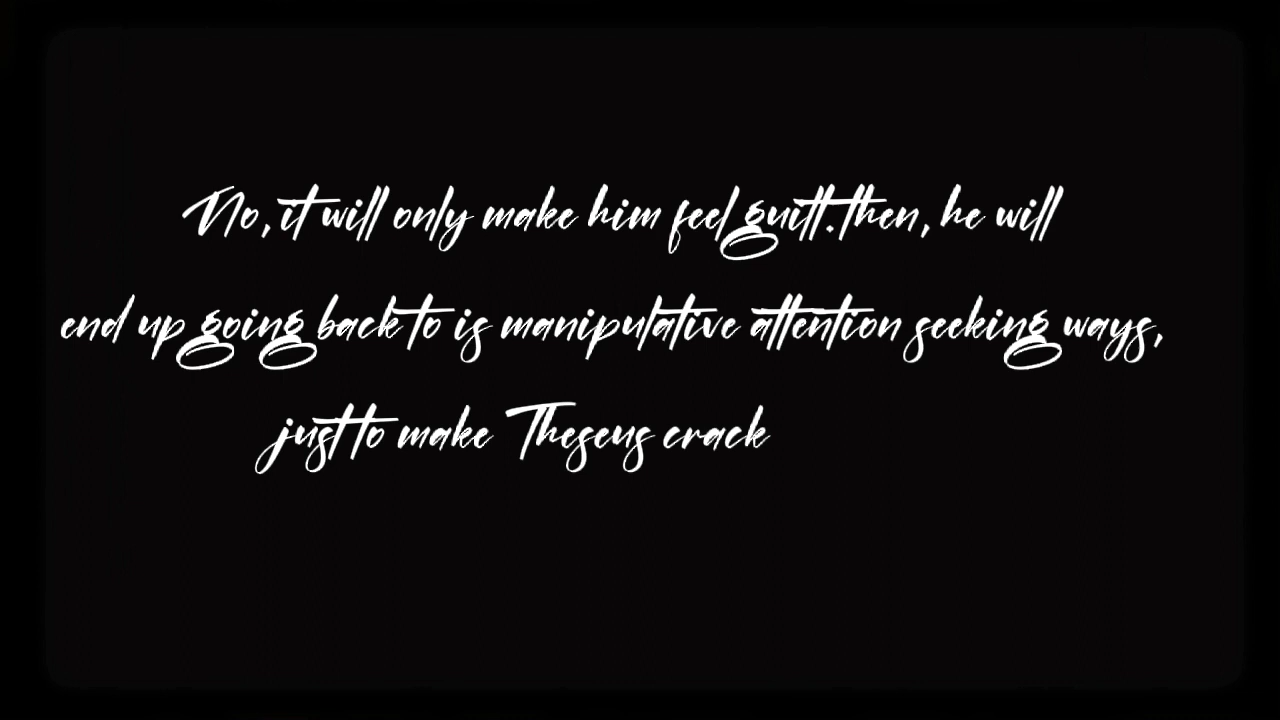 No, it will only make him feel guilt. then, he will
end up going back to is manipulative attention seeking ways,
just to make Theseus crack